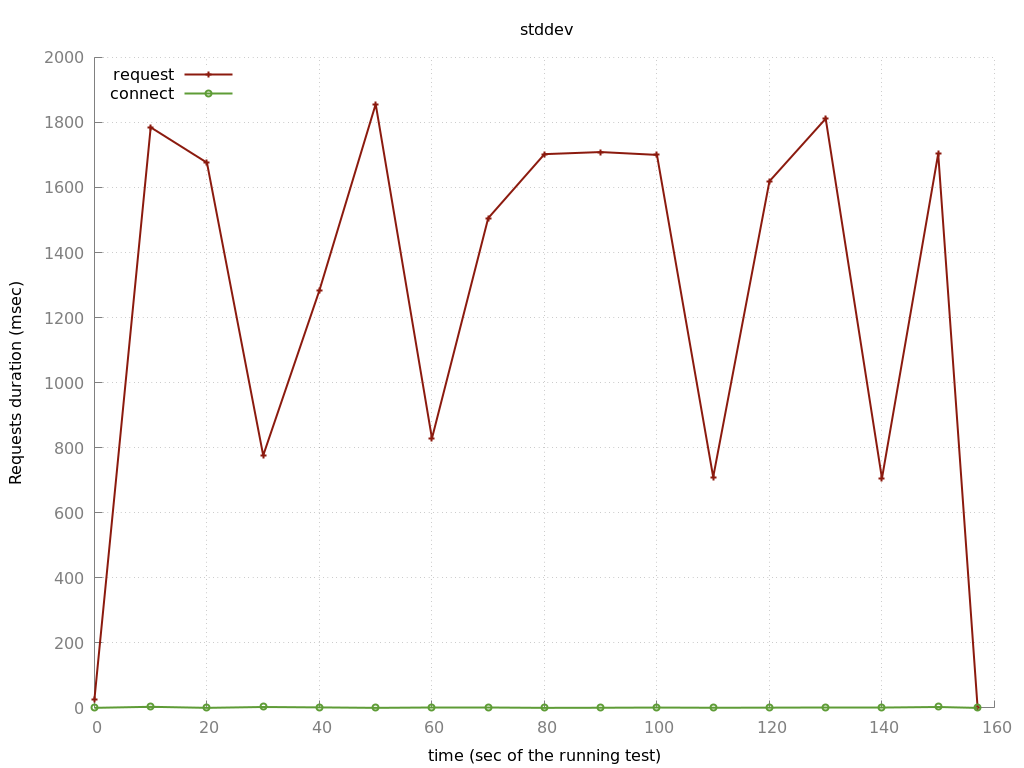 stddev
2000
1800
1600
1400
1200
1000
800
600
400
200
0
request
connect
Requests duration (msec)
0 20 40 60 80 100 120 140 160
time (sec of the running test)